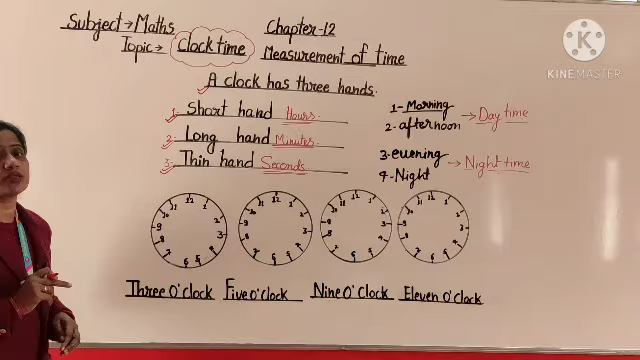 Subject → Maths
Chapter-12
Topic → Clock time
Measurement of time
A clock has three hands.
1- Short hand Hours.
2- Long hand Minutes.
3- Thin hand Seconds
1- Morning
2- afternoon
→ Day time
3- evening
4- Night
→ Night time
Three O'clock
Five O'clock
Nine O'clock
Eleven O'clock
KINEMASTER